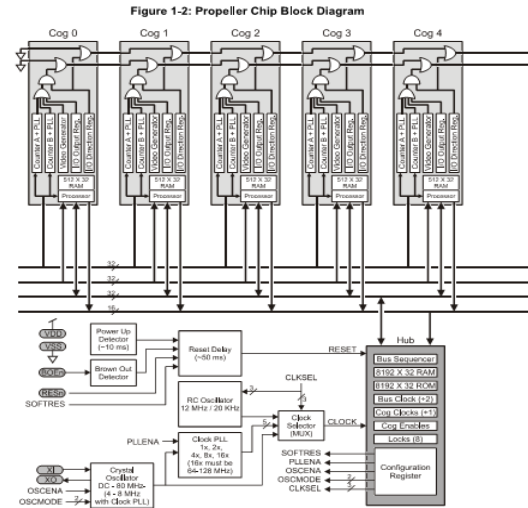 Figure 1-2: Propeller Chip Block Diagram
Cog 0
Cog 1
Cog 2
Cog 3
Cog 4
Counter A + PLL
Counter B + PLL
Video Generator
I/O Output Reg.
I/O Direction Reg.
512 X 32
RAM
Processor
Counter A + PLL
Counter B + PLL
Video Generator
I/O Output Reg.
I/O Direction Reg.
512 X 32
RAM
Processor
Counter A + PLL
Counter B + PLL
Video Generator
I/O Output Reg.
I/O Direction Reg.
512 X 32
RAM
Processor
Counter A + PLL
Counter B + PLL
Video Generator
I/O Output Reg.
I/O Direction Reg.
512 X 32
RAM
Processor
Counter A + PLL
Counter B + PLL
Video Generator
I/O Output Reg.
I/O Direction Reg.
512 X 32
RAM
Processor
32
32
32
16
VDD
VSS
BOEn
RESn
SOFTRES
Power Up
Detector
(~10 ms)
Brown Out
Detector
Reset Delay
(~50 ms)
RESET
RC Oscillator
12 MHz / 20 KHz
CLKSEL
3
3
Clock
Selector
(MUX)
CLOCK
PLLENA
Clock PLL
1x, 2x,
4x, 8x, 16x
(16x must be
64-128 MHz)
5
XI
XO
OSCENA
OSCMODE
2
Crystal
Oscillator
DC - 80 MHz-
(4 - 8 MHz
with Clock PLL)
Hub
Bus Sequencer
8192 X 32 RAM
8192 X 32 ROM
Bus Clock (÷2)
Cog Clocks (÷1)
Cog Enables
Locks (8)
Configuration
Register
SOFTRES
PLLENA
OSCENA
OSCMODE
2
CLKSEL